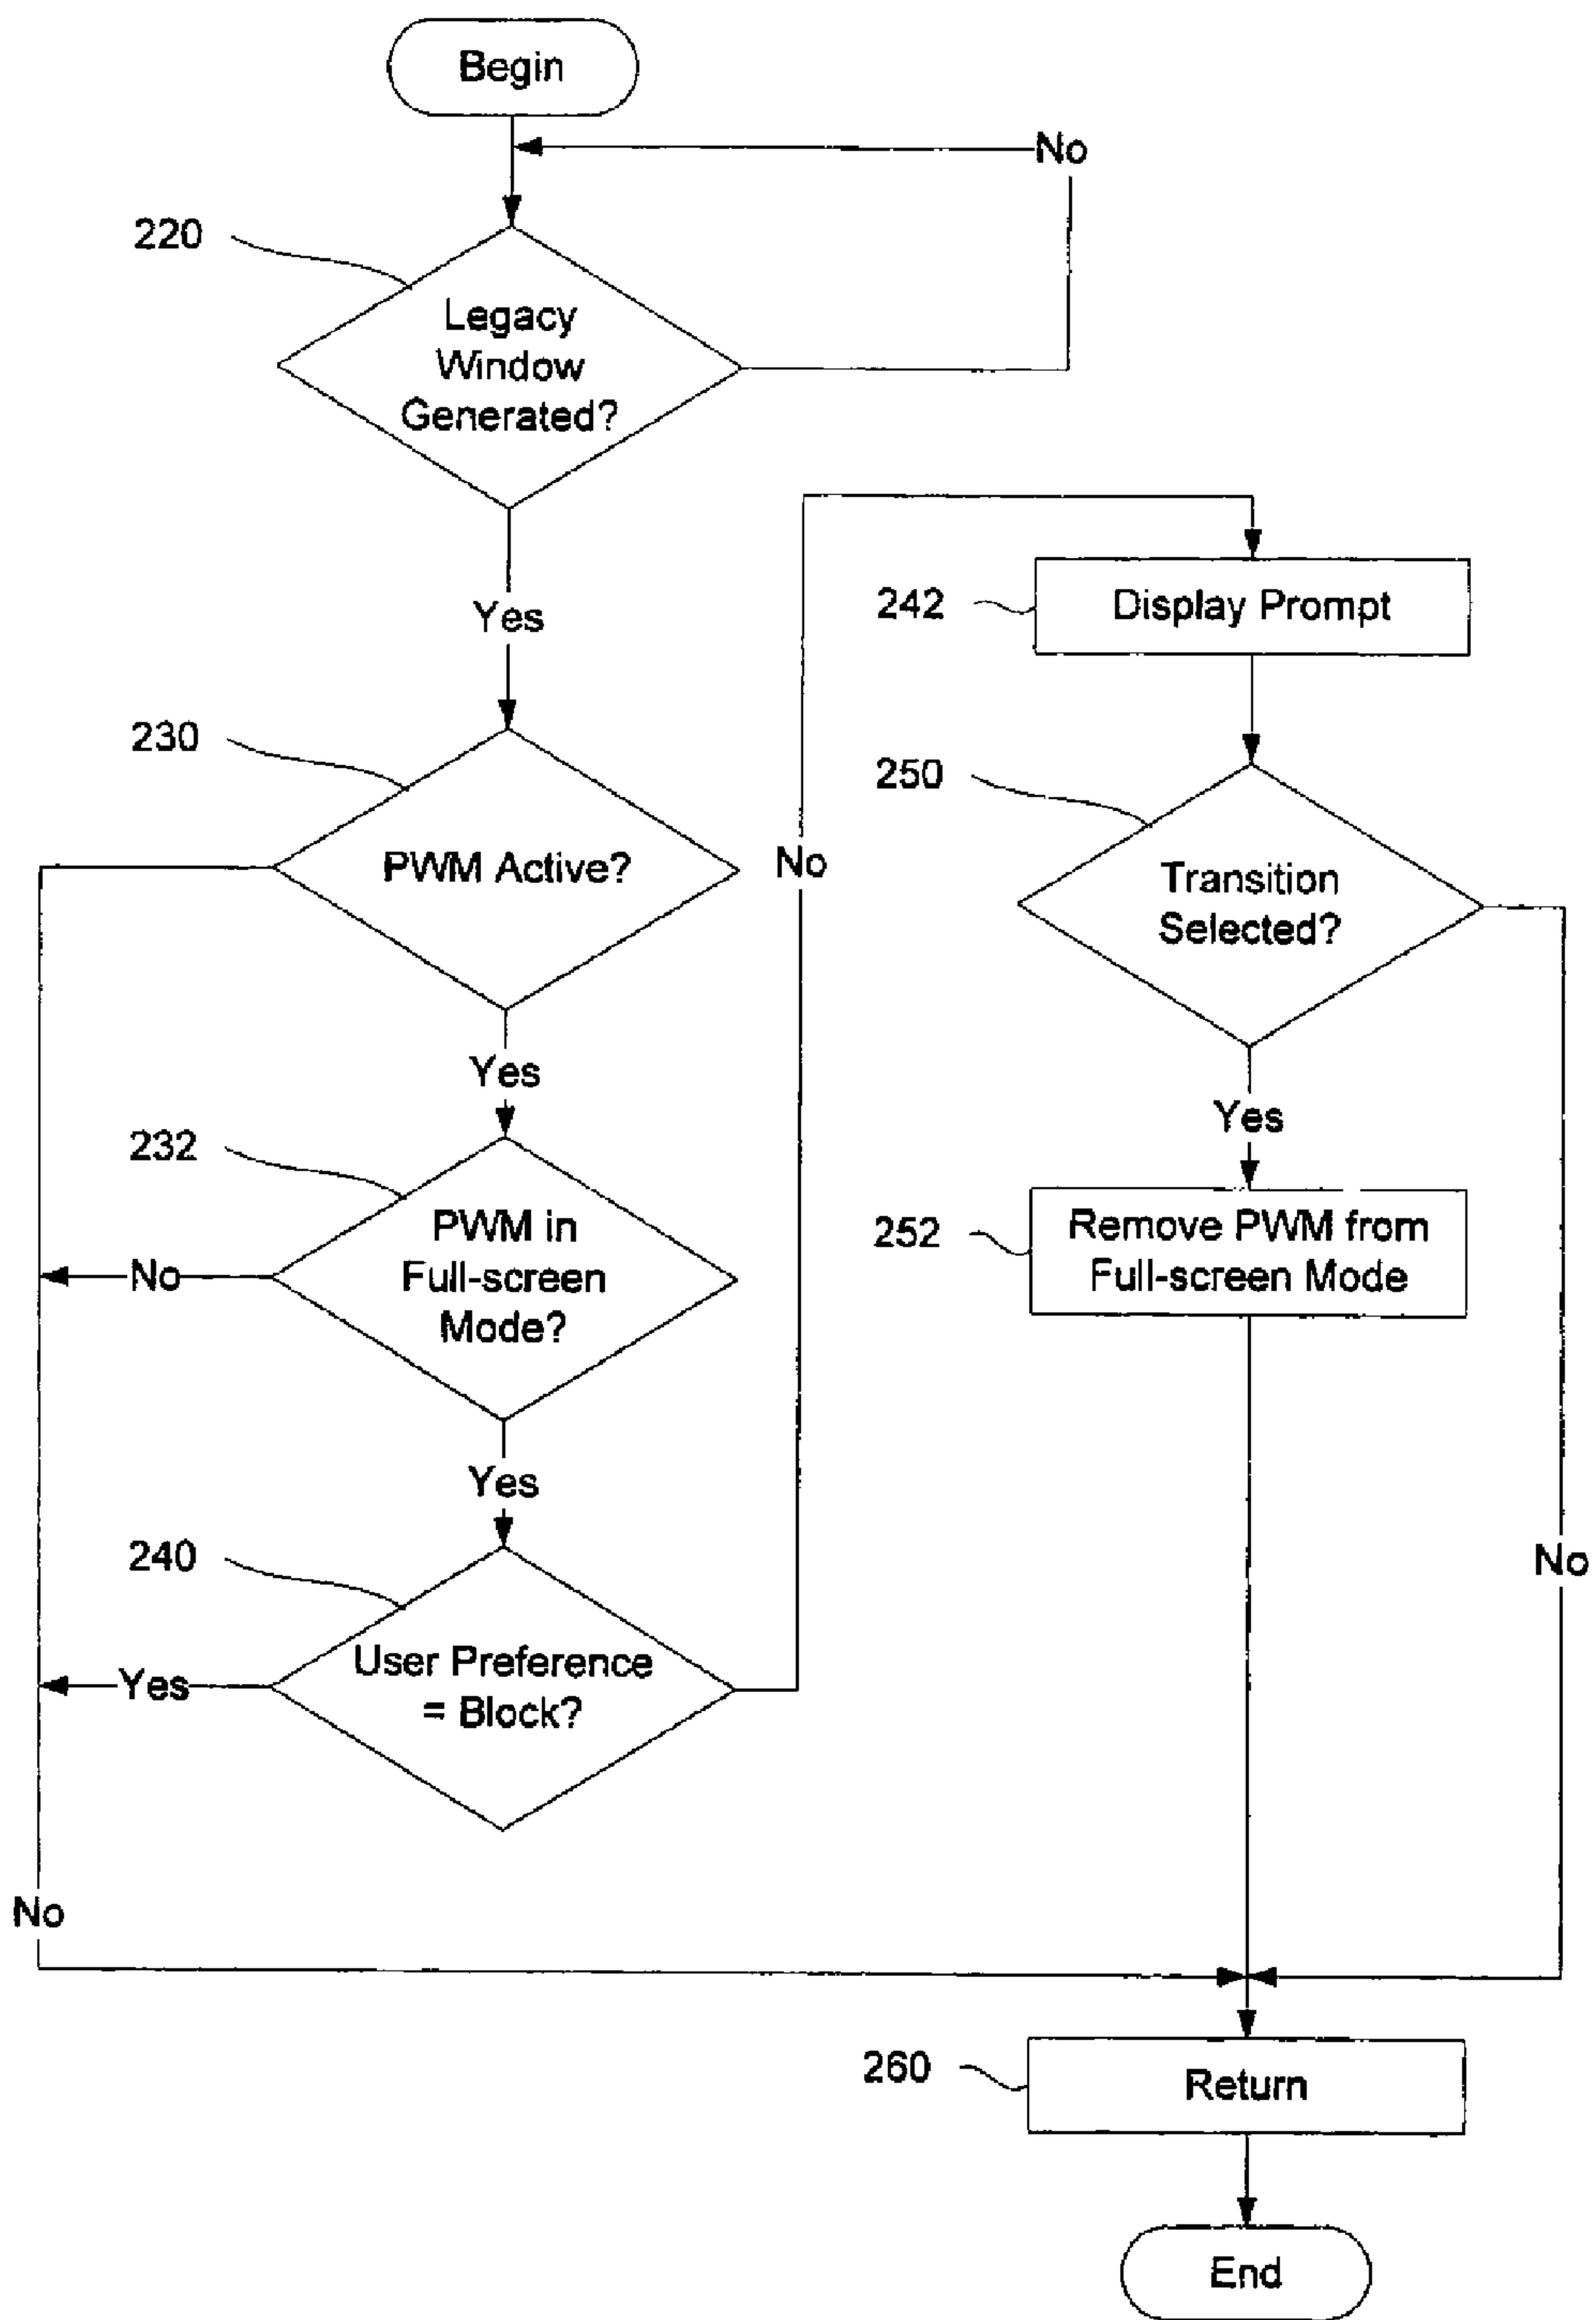 Begin
No
220
Legacy
Window
Generated?
Yes
230
PWM Active?
Yes
232
PWM in
Full-screen
Mode?
No
Yes
240
User Preference
= Block?
Yes
No
No
242
Display Prompt
250
Transition
Selected?
Yes
252
Remove PWM from
Full-screen Mode
No
260
Return
End